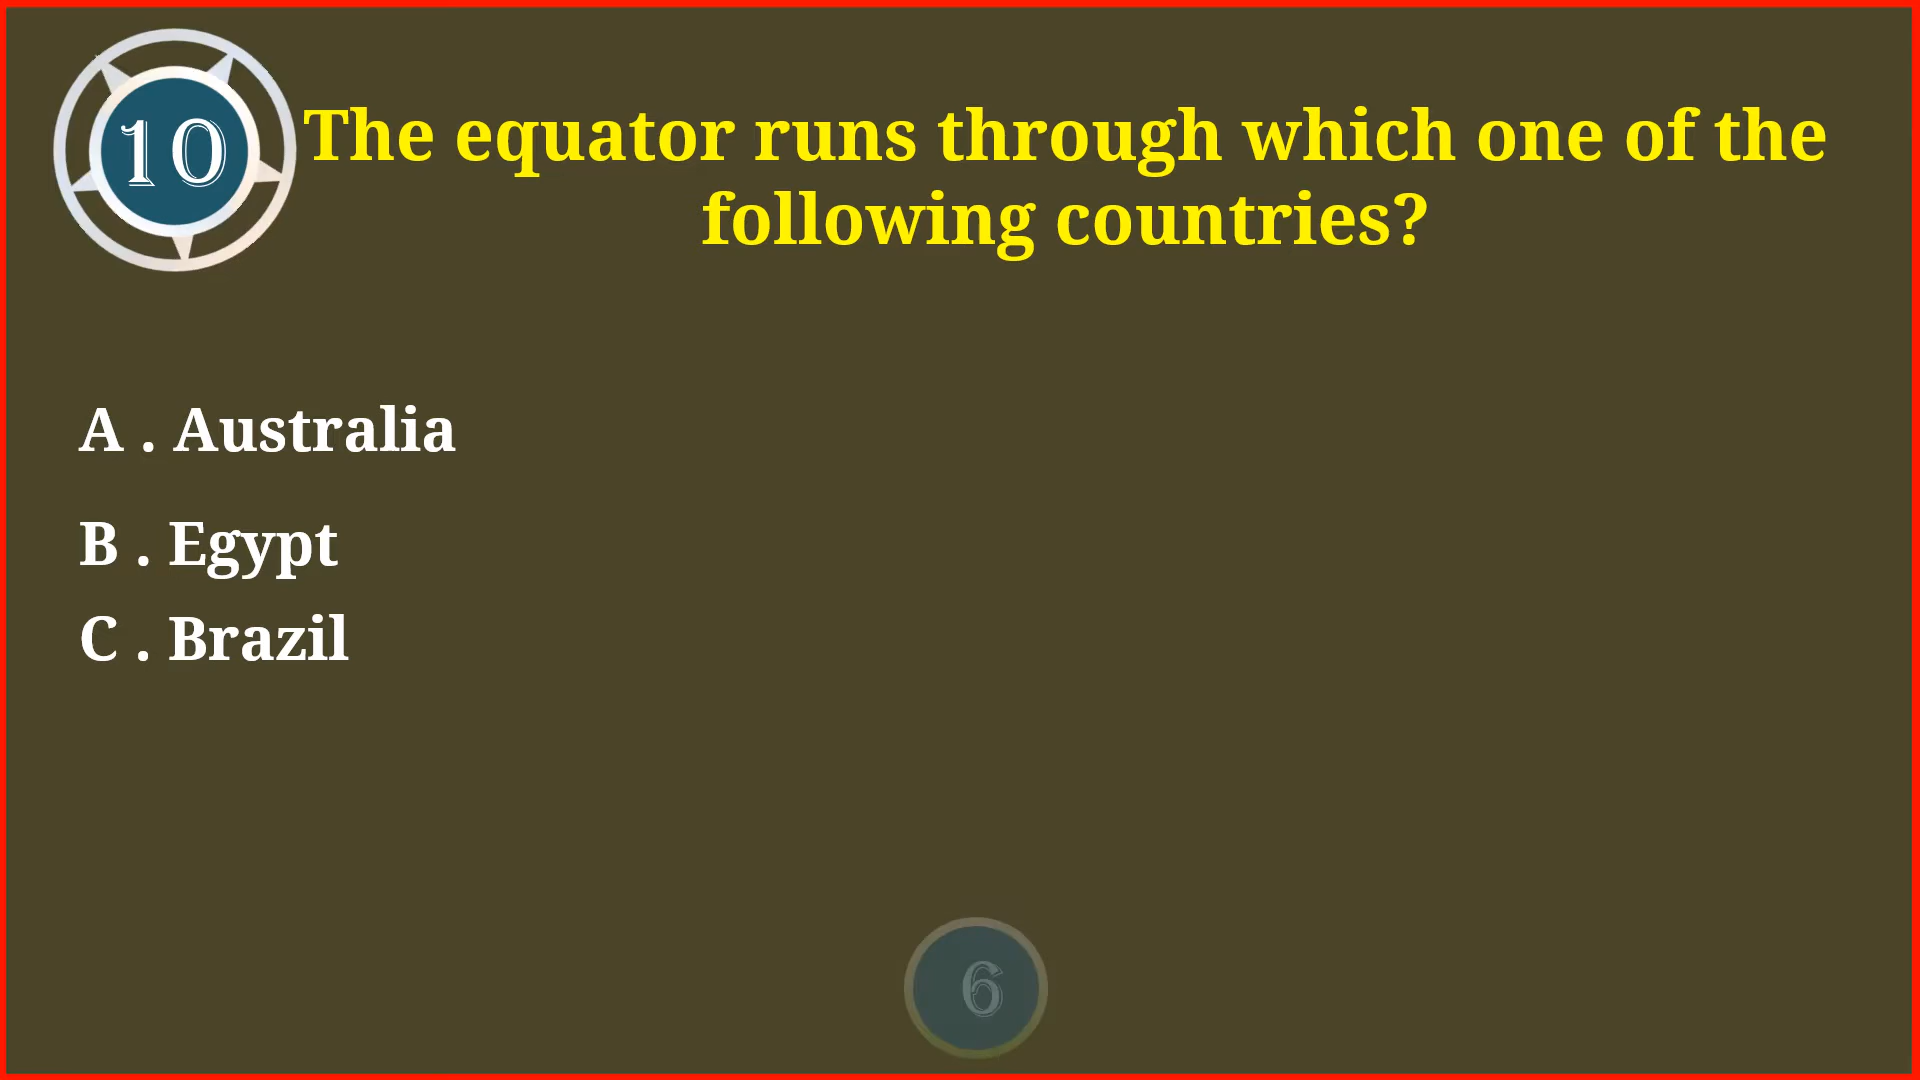 10
The equator runs through which one of the
following countries?
A . Australia
B . Egypt
C . Brazil
6